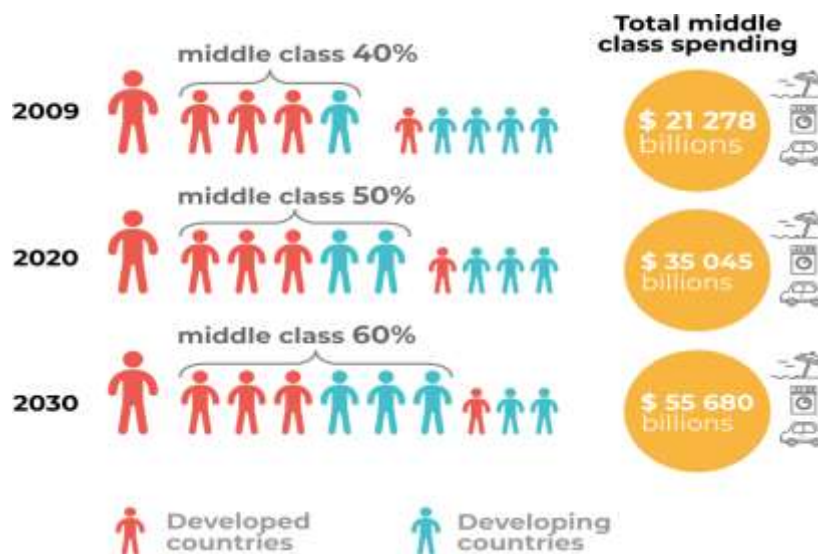 Total middle
class spending
middle class 40%
2009
$ 21 278
billions
middle class 50%
2020
$ 35 045
billions
middle class 60%
2030
$ 55 680
billions
Developed
countries
Developing
countries